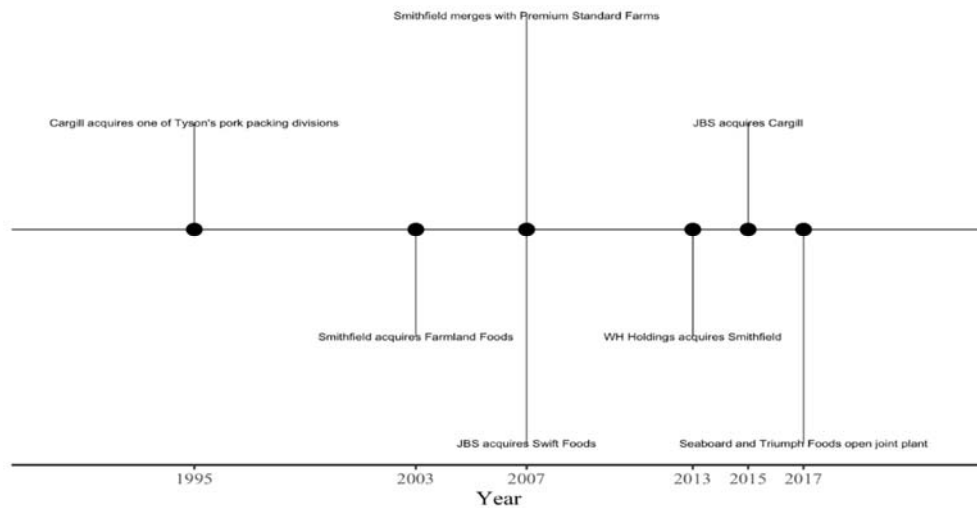 Smithfield merges with Premium Standard Farms
Cargill acquires one of Tyson's pork packing divisions
JBS acquires Cargill
Smithfield acquires Farmland Foods
WH Holdings acquires Smithfield
JBS acquires Swift Foods
Seaboard and Triumph Foods open joint plant
1995 2003 2007 2013 2015 2017
Year